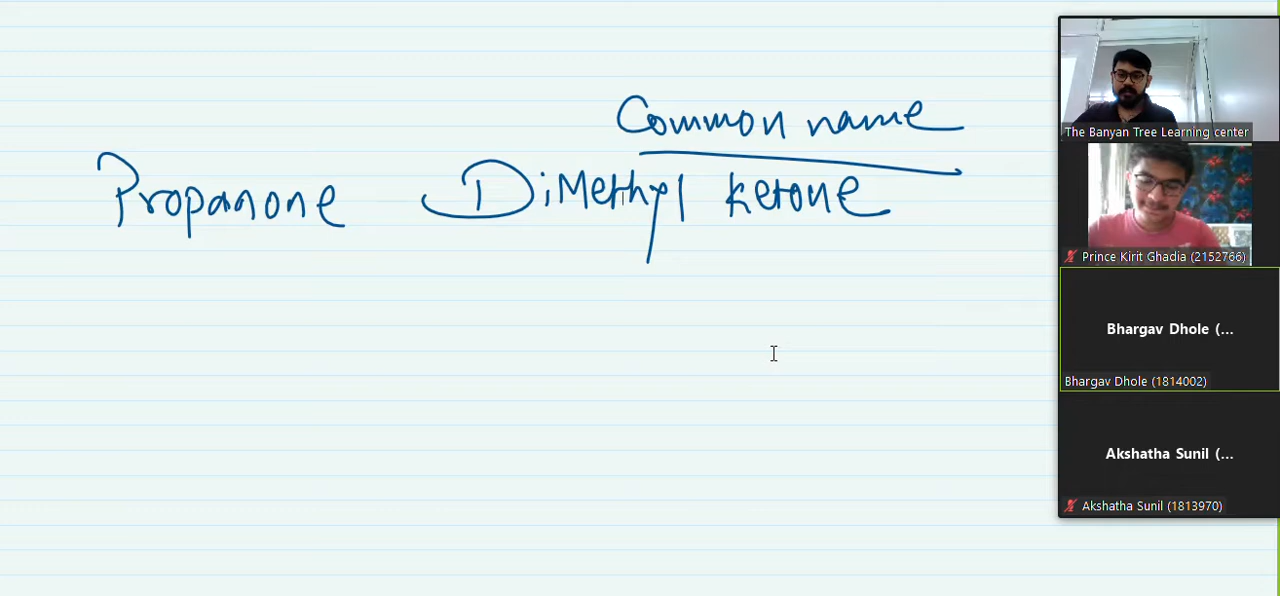 Common name
Propanone DiMethyl ketone
The Banyan Tree Learning center
Prince Kirit Ghadia (2152766)
Bhargav Dhole (...
Bhargav Dhole (1814002)
Akshatha Sunil (...
Akshatha Sunil (1813970)